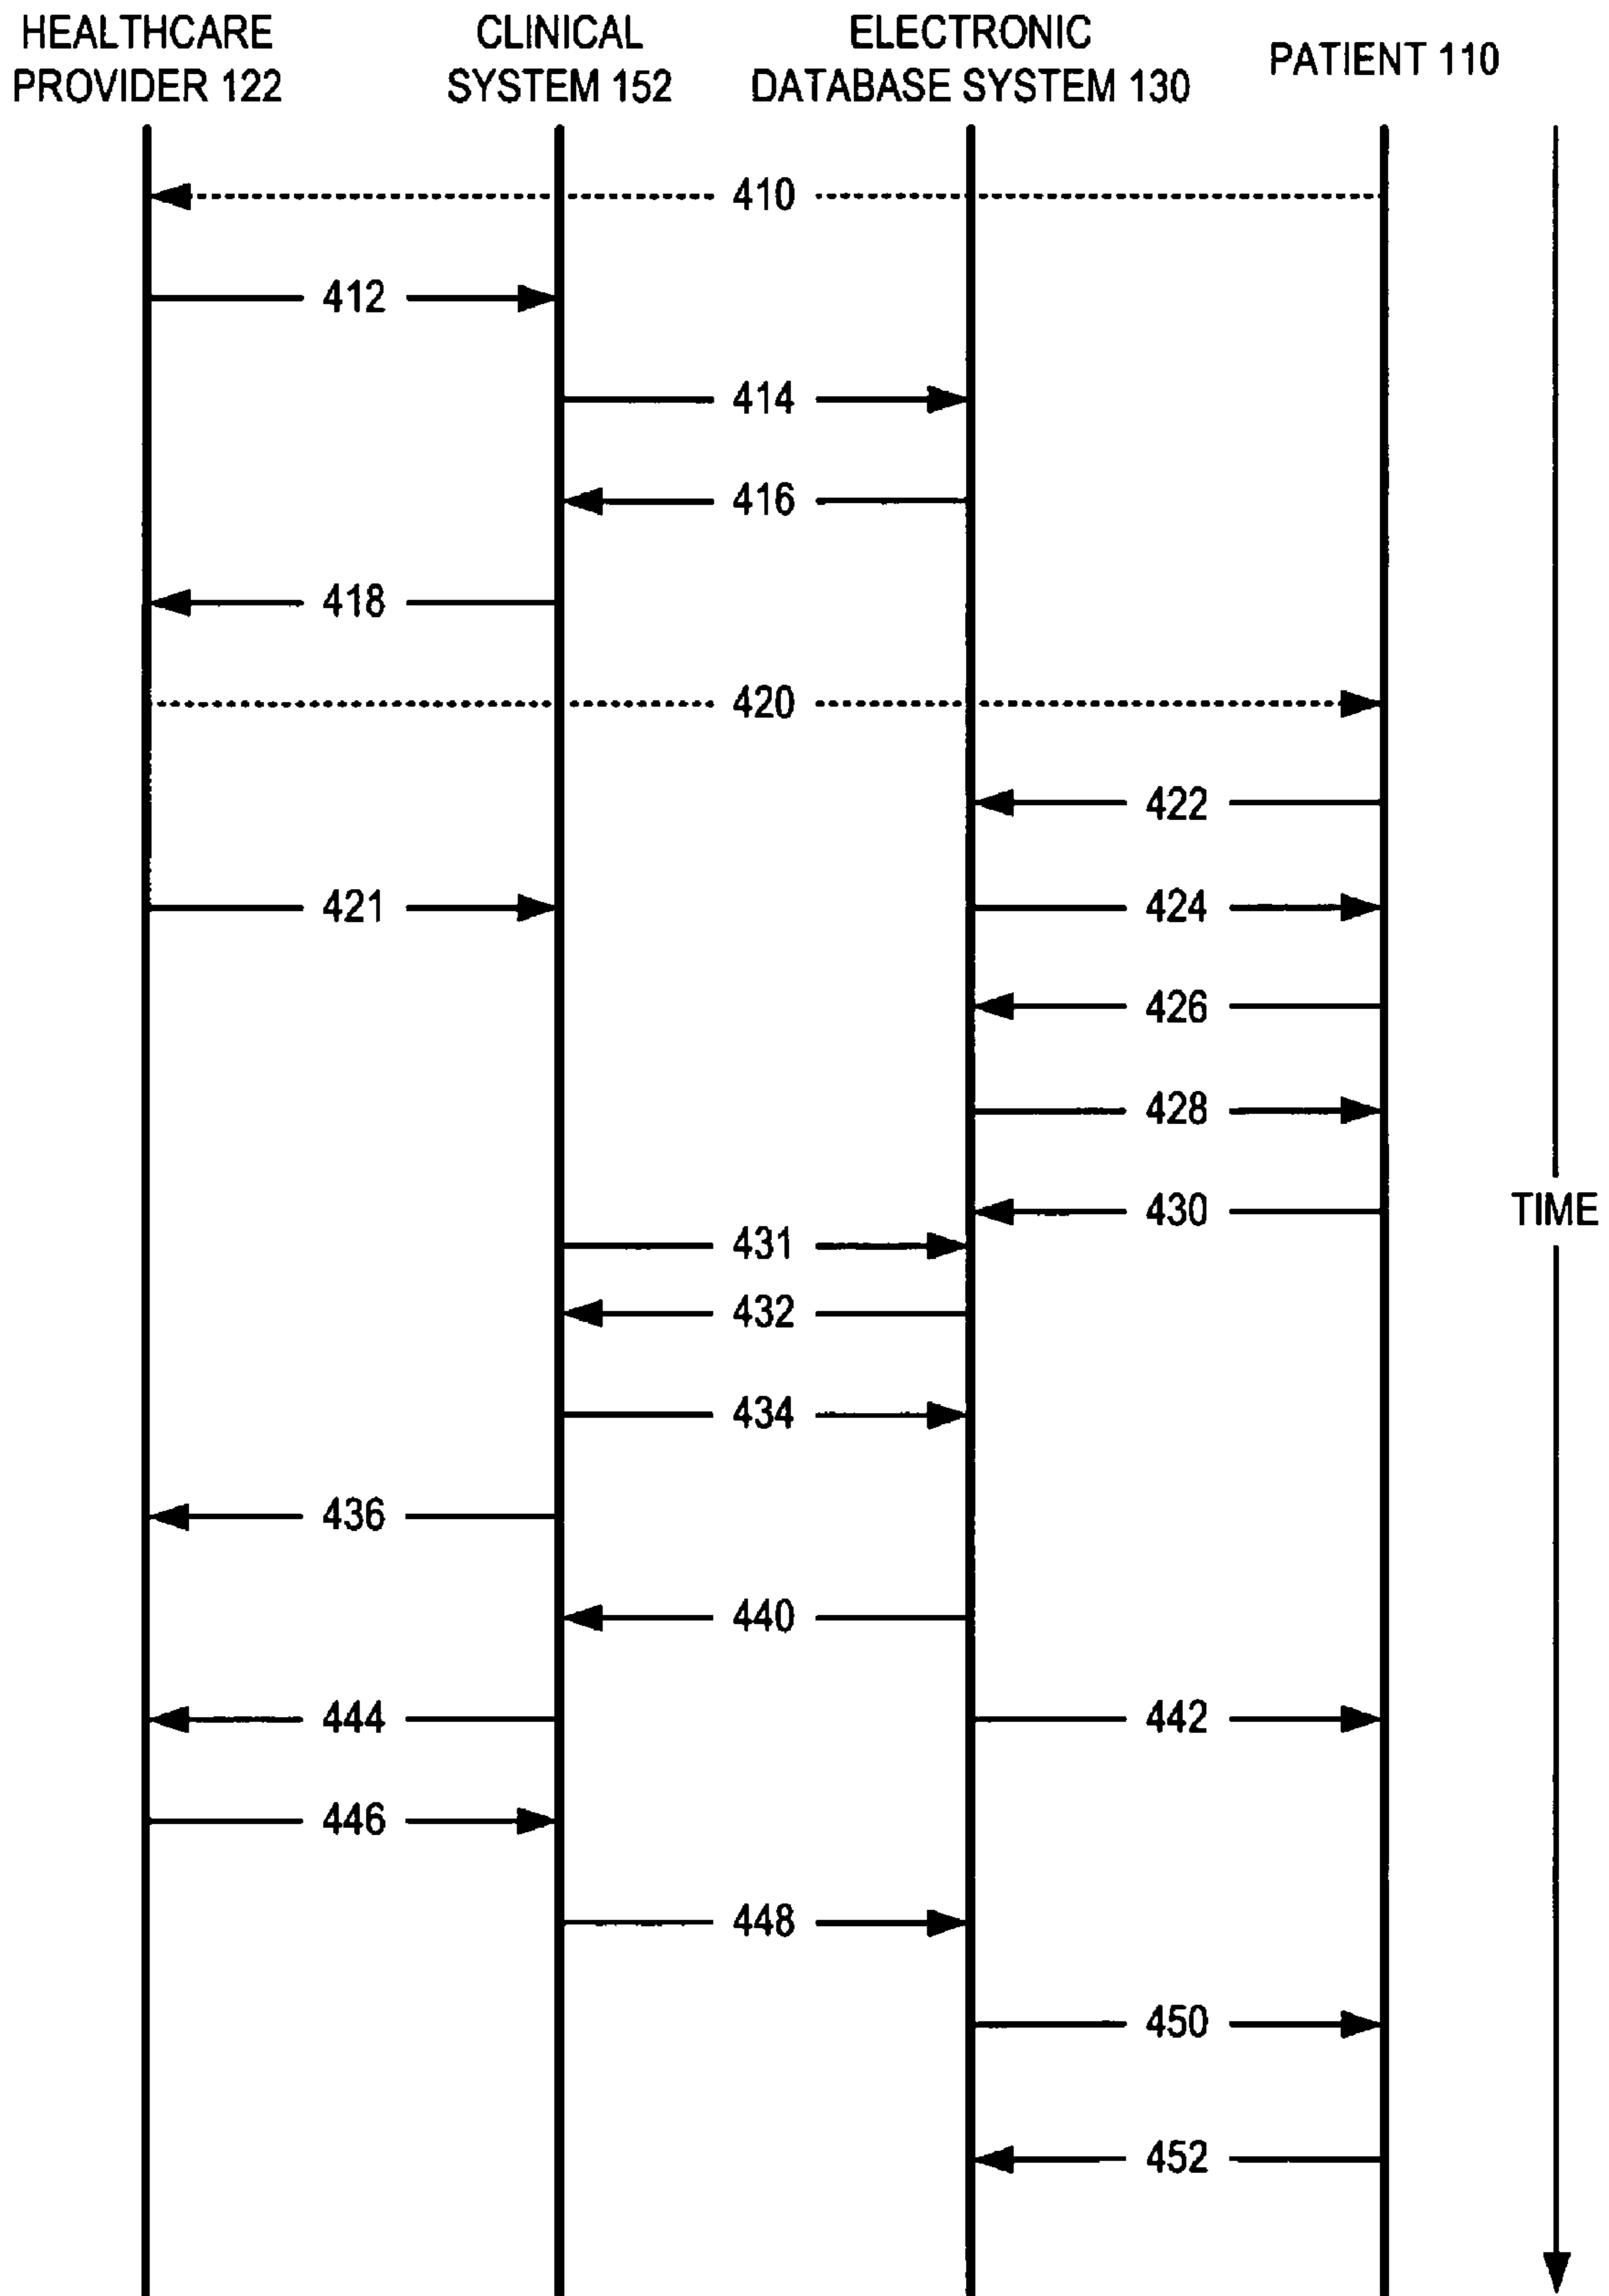 HEALTHCARE
PROVIDER 122
CLINICAL
SYSTEM 152
ELECTRONIC
DATABASE SYSTEM 130
PATIENT 110
410
412
414
416
418
420
422
421
424
426
428
430
TIME
431
432
434
436
440
444
442
446
448
450
452